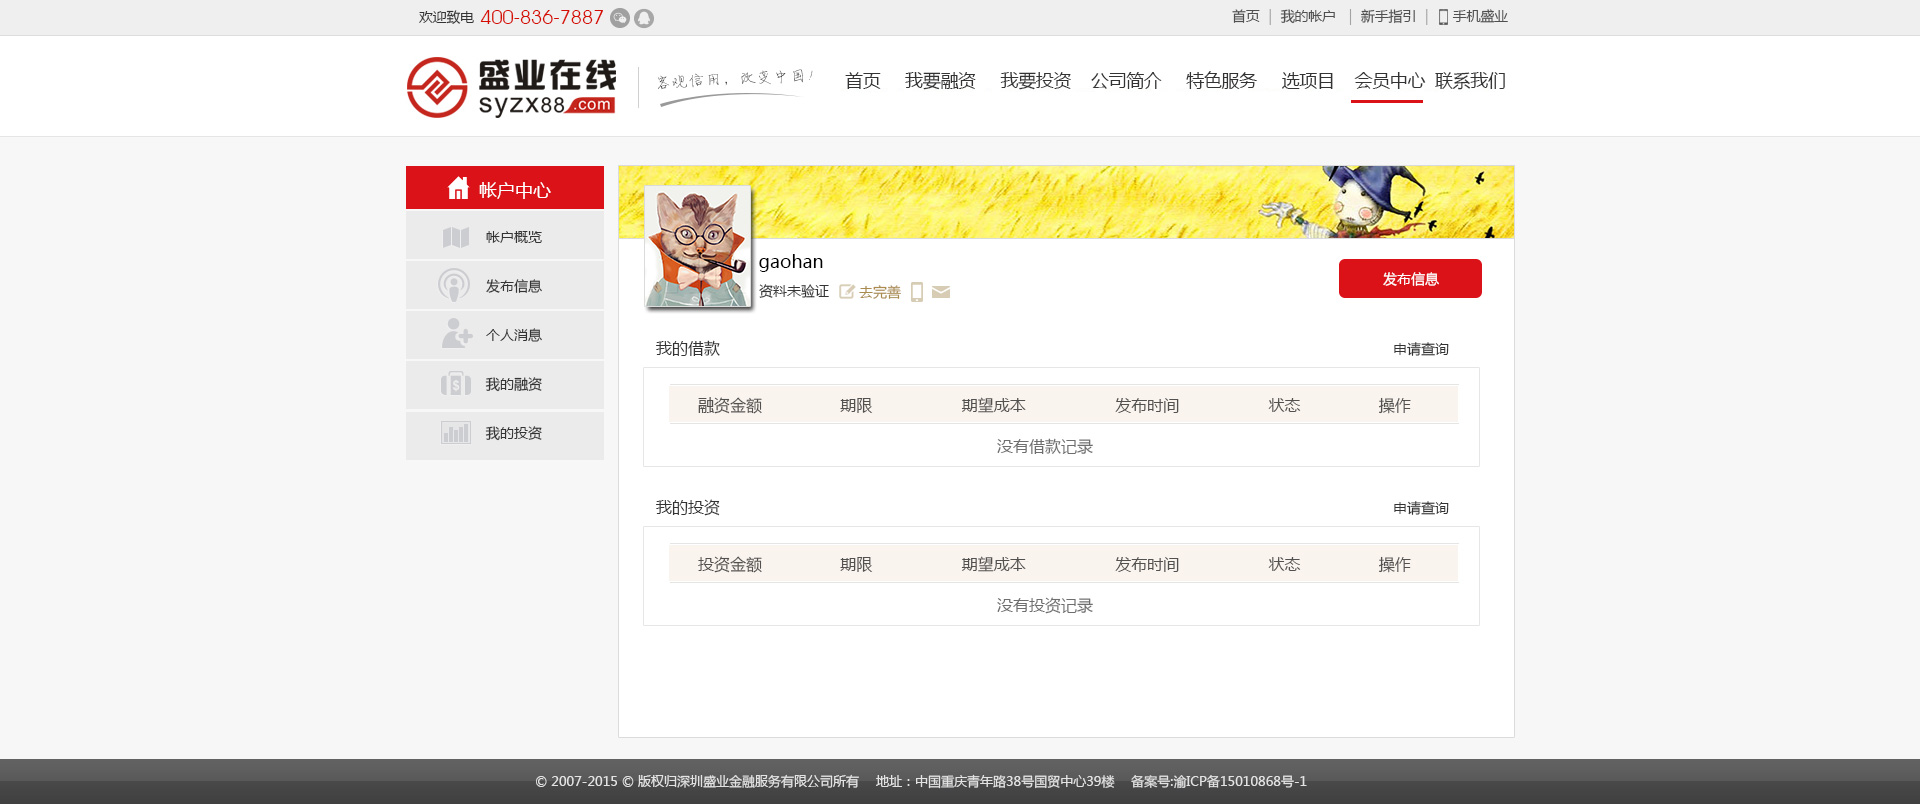 欢迎致电 400-836-7887
首页 | 我的帐户 | 新手指引 | 手机盛业
盛业在线
syzx88.com
客观信用，改变中国！
首页 我要融资 我要投资 公司简介 特色服务 选项目 会员中心 联系我们
帐户中心
帐户概览
发布信息
个人消息
我的融资
我的投资
gaohan
资料未验证 去完善
发布信息
我的借款 申请查询
融资金额 期限 期望成本 发布时间 状态 操作
没有借款记录
我的投资 申请查询
投资金额 期限 期望成本 发布时间 状态 操作
没有投资记录
© 2007-2015 © 版权归深圳盛业金融服务有限公司所有 地址：中国重庆青年路38号国贸中心39楼 备案号:渝ICP备15010868号-1